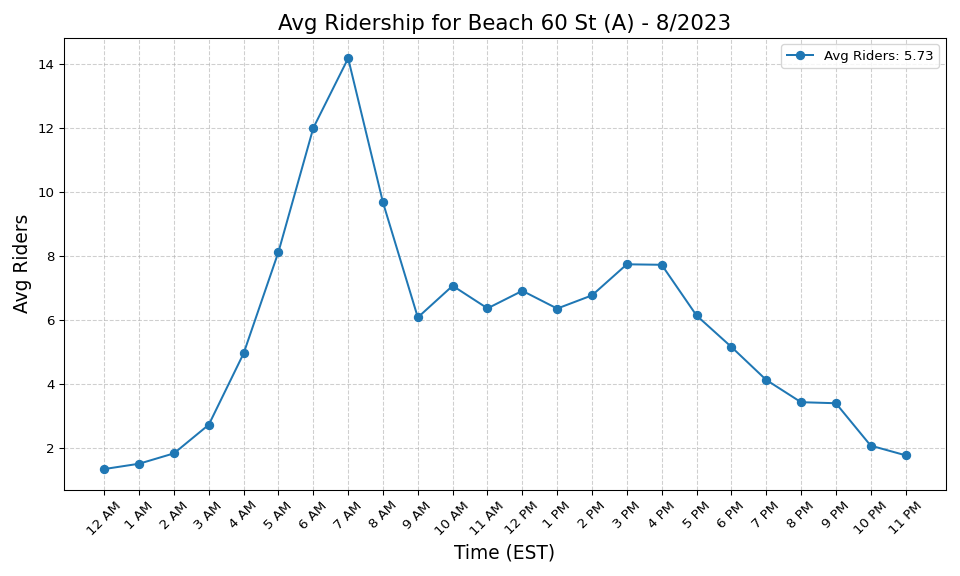 Avg Ridership for Beach 60 St (A) - 8/2023
Avg Riders: 5.73
Avg Riders
14
12
10
8
6
4
2
12 AM
1 AM
2 AM
3 AM
4 AM
5 AM
6 AM
7 AM
8 AM
9 AM
10 AM
11 AM
12 PM
1 PM
2 PM
3 PM
4 PM
5 PM
6 PM
7 PM
8 PM
9 PM
10 PM
11 PM
Time (EST)